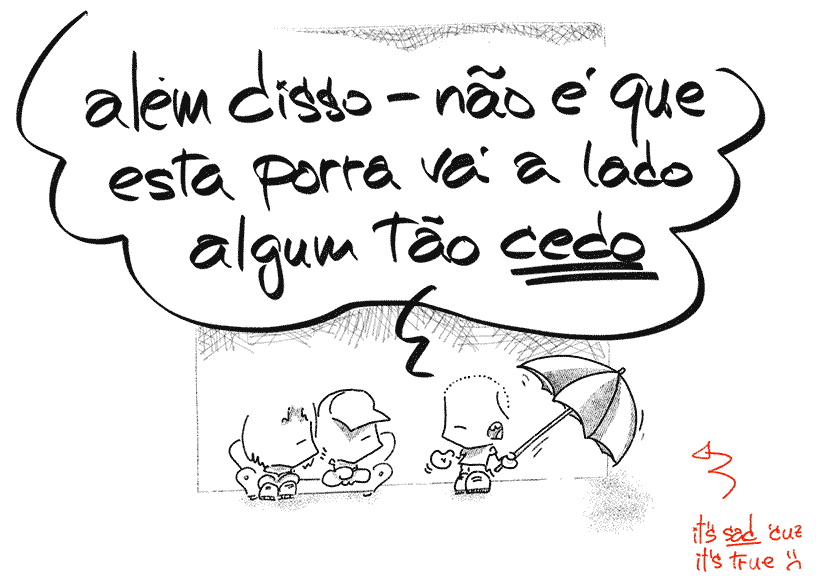 além disso - não é que
esta porra vai a lado
algum tão cedo
it's sad 'cuz
it's true :(